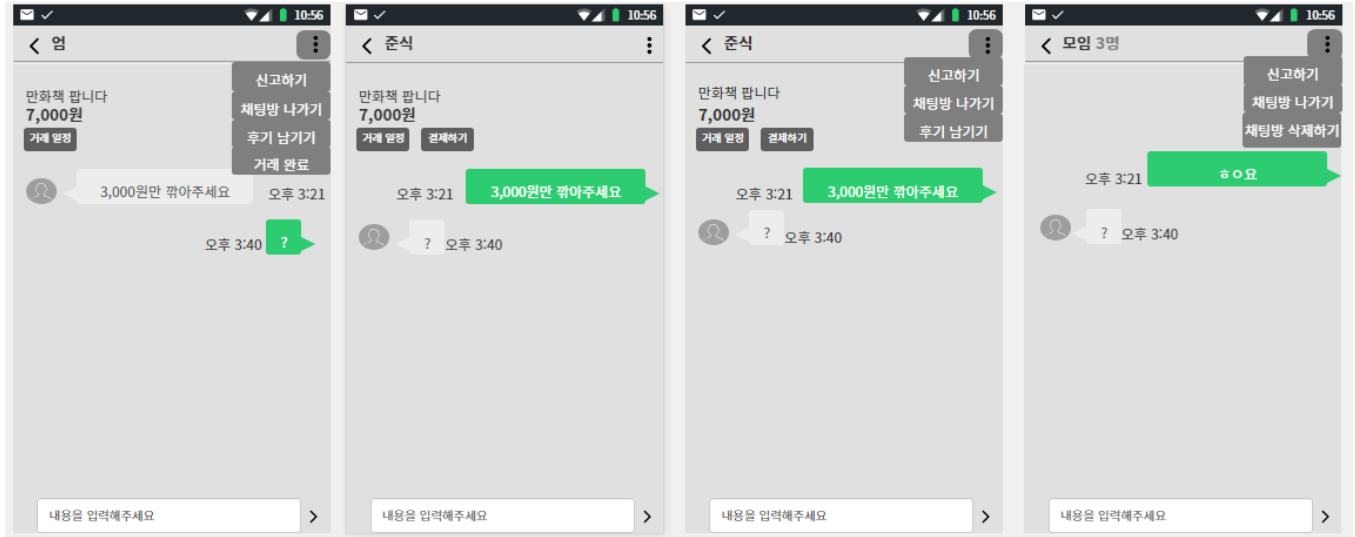 10:56
엄
신고하기
채팅방 나가기
후기 남기기
거래 완료
만화책 팝니다
7,000원
거래 일정
3,000원만 깎아주세요 오후 3:21
오후 3:40 ?
내용을 입력해주세요
10:56
준식
만화책 팝니다
7,000원
거래 일정 결제하기
오후 3:21 3,000원만 깎아주세요
? 오후 3:40
내용을 입력해주세요
10:56
준식
신고하기
채팅방 나가기
후기 남기기
만화책 팝니다
7,000원
거래 일정 결제하기
오후 3:21 3,000원만 깎아주세요
? 오후 3:40
내용을 입력해주세요
10:56
모임 3명
신고하기
채팅방 나가기
채팅방 삭제하기
오후 3:21 ㅎㅇ요
? 오후 3:40
내용을 입력해주세요